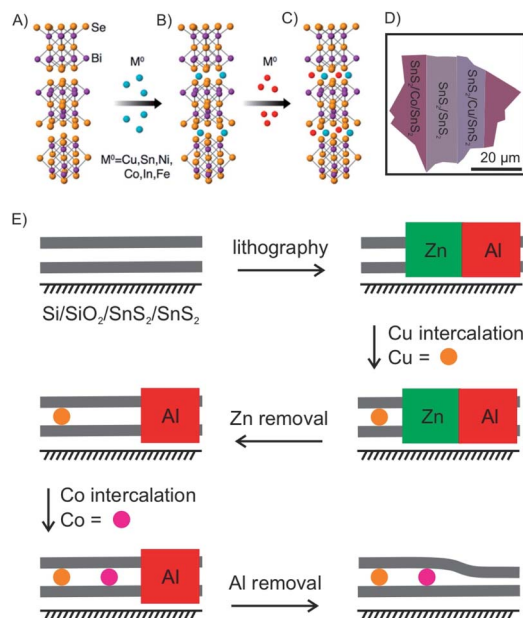 A)
B)
C)
D)
Se
Bi
M⁰
M⁰
M⁰=Cu,Sn,Ni,
Co,In,Fe
SnS₂/Co/SnS₂
SnS₂/SnS₂
SnS₂/Cu/SnS₂
20 μm
E)
lithography
Zn
Al
Si/SiO₂/SnS₂/SnS₂
Cu intercalation
Cu =
Al
Zn removal
Zn
Al
Co intercalation
Co =
Al
Al removal